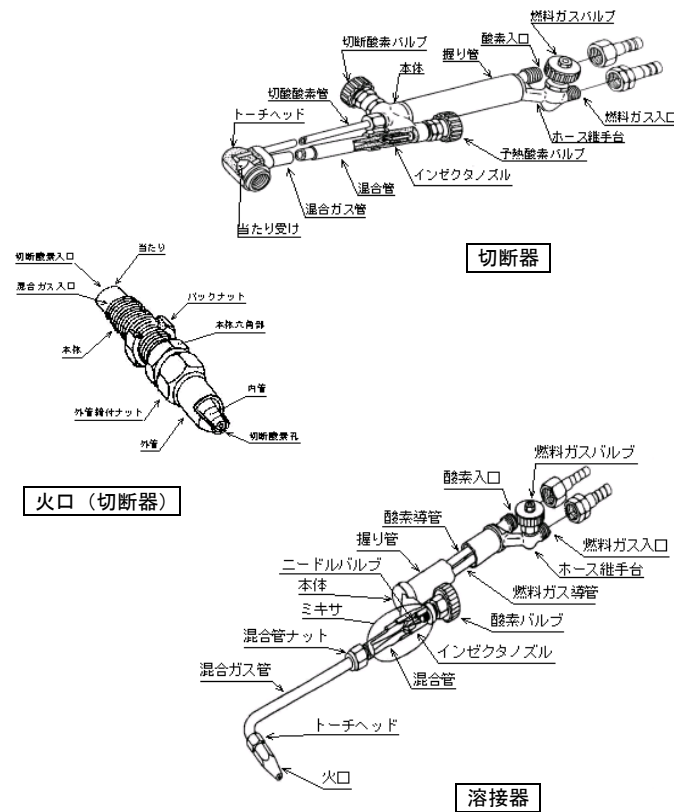 燃料ガスバルブ
酸素入口
切断酸素バルブ
握り管
本体
切酸酸素管
トーチヘッド
燃料ガス入口
ホース継手台
予熱酸素バルブ
インゼクタノズル
混合管
混合ガス管
当たり受け
切断器
当たり
切断酸素入口
混合ガス入口
バックナット
本体六角部
本体
内管
外管締付ナット
切断酸素孔
外管
火口（切断器）
燃料ガスバルブ
酸素入口
酸素導管
握り管
燃料ガス入口
ニードルバルブ
ホース継手台
本体
燃料ガス導管
ミキサ
酸素バルブ
混合管ナット
インゼクタノズル
混合ガス管
混合管
トーチヘッド
火口
溶接器